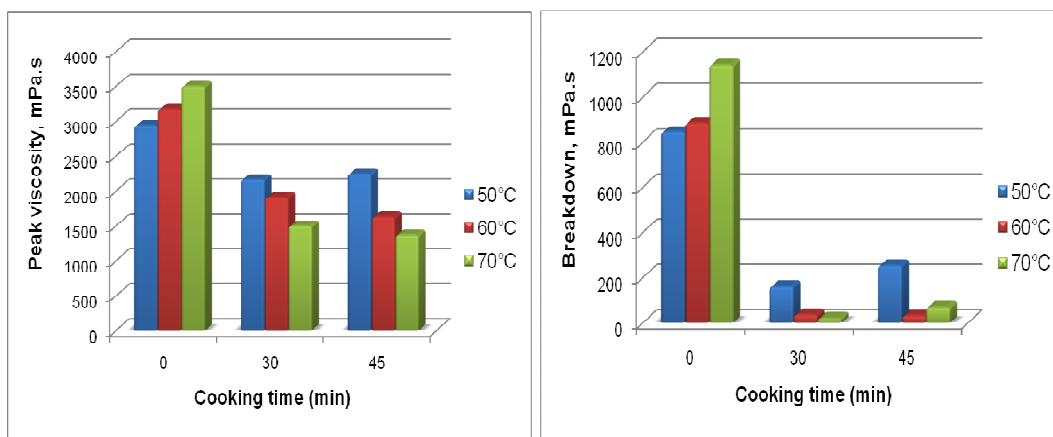 Peak viscosity, mPa.s
4000
3500
3000
2500
2000
1500
1000
500
0
0 30 45
Cooking time (min)
50°C
60°C
70°C
Breakdown, mPa.s
1200
1000
800
600
400
200
0
0 30 45
Cooking time (min)
50°C
60°C
70°C